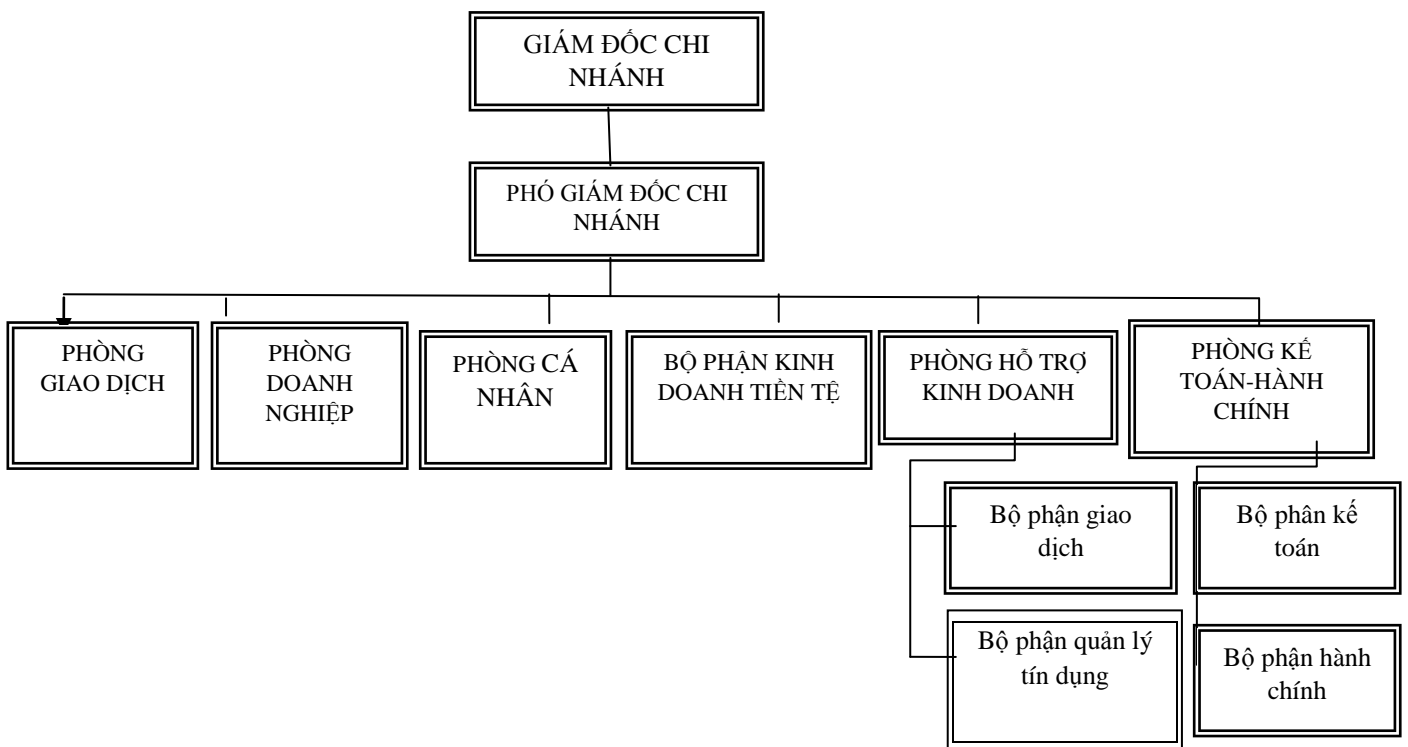 GIÁM ĐỐC CHI
NHÁNH
PHÓ GIÁM ĐỐC CHI
NHÁNH
PHÒNG
GIAO DỊCH
PHÒNG
DOANH
NGHIỆP
PHÒNG CÁ
NHÂN
BỘ PHẬN KINH
DOANH TIỀN TỆ
PHÒNG HỖ TRỢ
KINH DOANH
PHÒNG KẾ
TOÁN-HÀNH
CHÍNH
Bộ phận giao
dịch
Bộ phân kế
toán
Bộ phận quản lý
tín dụng
Bộ phận hành
chính